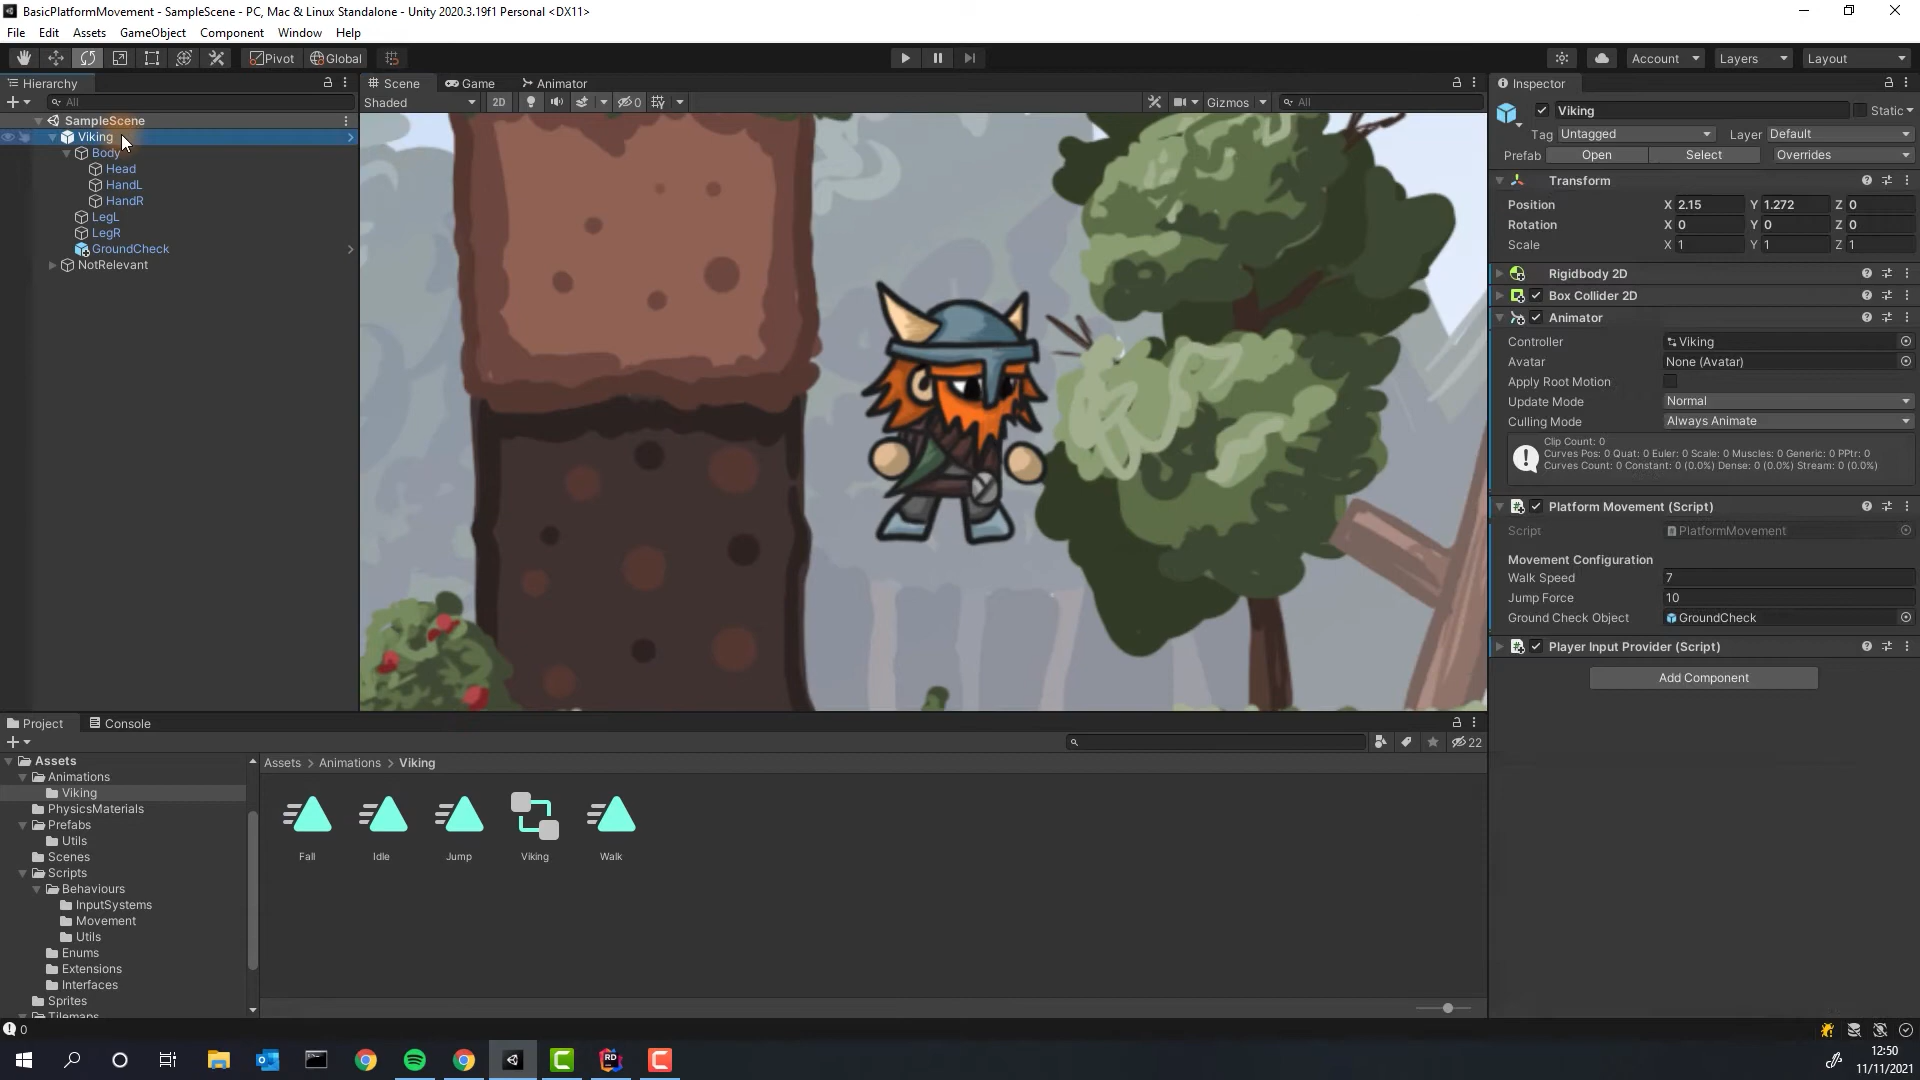 BasicPlatformMovement - SampleScene - PC, Mac & Linux Standalone - Unity 2020.3.19f1 Personal <DX11>
File Edit Assets GameObject Component Window Help
Pivot Global Account Layers Layout
Hierarchy
All
SampleScene
Viking
Body
Head
HandL
HandR
LegL
LegR
GroundCheck
NotRelevant
Scene Game Animator
Shaded 2D 0 Gizmos All
Inspector
Viking Static
Tag Untagged Layer Default
Prefab Open Select Overrides
Transform
Position X 2.15 Y 1.272 Z 0
Rotation X 0 Y 0 Z 0
Scale X 1 Y 1 Z 1
Rigidbody 2D
Box Collider 2D
Animator
Controller Viking
Avatar None (Avatar)
Apply Root Motion
Update Mode Normal
Culling Mode Always Animate
Clip Count: 0
Curves Pos: 0 Quat: 0 Euler: 0 Scale: 0 Muscles: 0 Generic: 0 PPtr: 0
Curves Count: 0 Constant: 0 (0.0%) Dense: 0 (0.0%) Stream: 0 (0.0%)
Platform Movement (Script)
Script PlatformMovement
Movement Configuration
Walk Speed 7
Jump Force 10
Ground Check Object GroundCheck
Player Input Provider (Script)
Add Component
Project Console
22
Assets
Animations
Viking
PhysicsMaterials
Prefabs
Utils
Scenes
Scripts
Behaviours
InputSystems
Movement
Utils
Enums
Extensions
Interfaces
Sprites
Tilemaps
Assets > Animations > Viking
Fall Idle Jump Viking Walk
0
12:50
11/11/2021